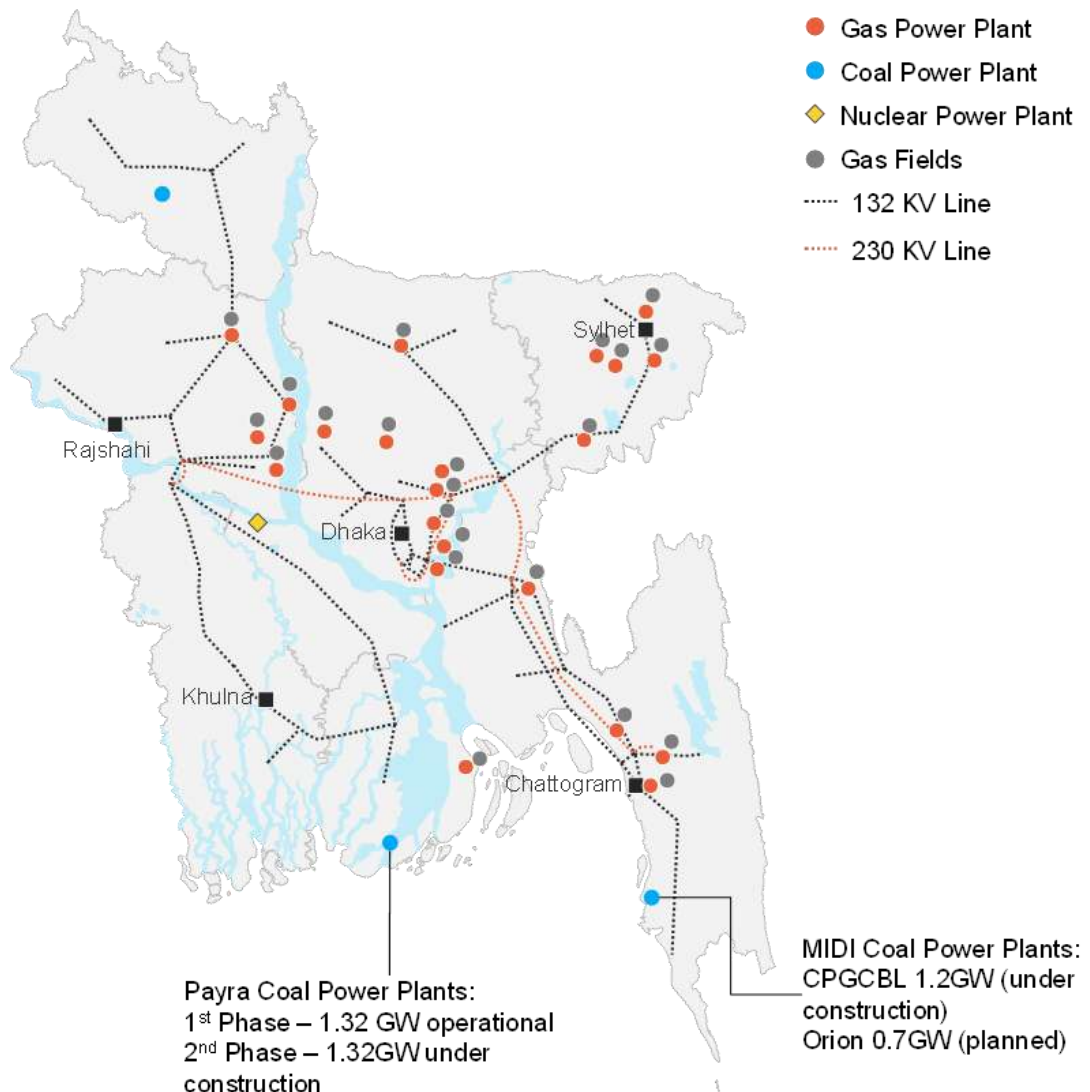 Gas Power Plant
Coal Power Plant
Nuclear Power Plant
Gas Fields
132 KV Line
230 KV Line
Sylhet
Rajshahi
Dhaka
Khulna
Chattogram
MIDI Coal Power Plants:
CPGCBL 1.2GW (under
construction)
Orion 0.7GW (planned)
Payra Coal Power Plants:
1st Phase – 1.32 GW operational
2nd Phase – 1.32GW under
construction